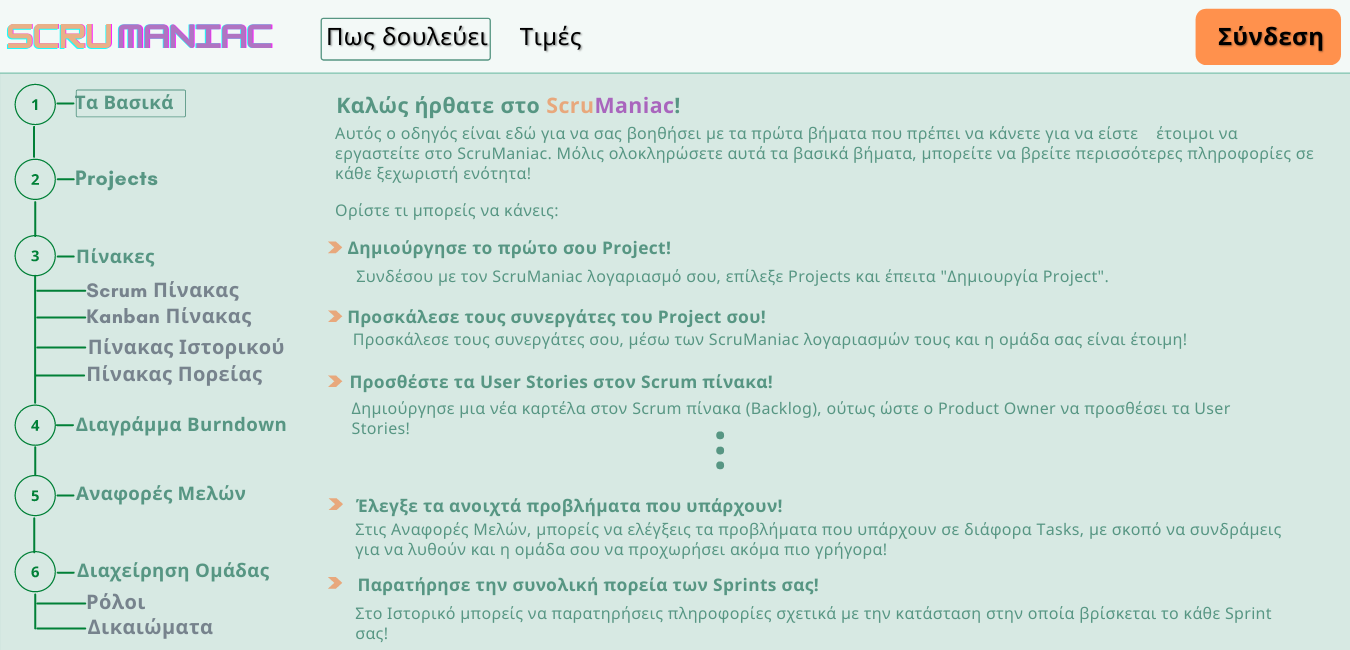 SCRUMANIAC
Πως δουλεύει
Τιμές
Σύνδεση
1
Τα Βασικά
2
Projects
3
Πίνακες
Scrum Πίνακας
Kanban Πίνακας
Πίνακας Ιστορικού
Πίνακας Πορείας
4
Διαγράμμα Burndown
5
Αναφορές Μελών
6
Διαχείρηση Ομάδας
Ρόλοι
Δικαιώματα
Καλώς ήρθατε στο ScruManiac!
Αυτός ο οδηγός είναι εδώ για να σας βοηθήσει με τα πρώτα βήματα που πρέπει να κάνετε για να είστε έτοιμοι να
εργαστείτε στο ScruManiac. Μόλις ολοκληρώσετε αυτά τα βασικά βήματα, μπορείτε να βρείτε περισσότερες πληροφορίες σε
κάθε ξεχωριστή ενότητα!
Ορίστε τι μπορείς να κάνεις:
Δημιούργησε το πρώτο σου Project!
Συνδέσου με τον ScruManiac λογαριασμό σου, επίλεξε Projects και έπειτα "Δημιουργία Project".
Προσκάλεσε τους συνεργάτες του Project σου!
Προσκάλεσε τους συνεργάτες σου, μέσω των ScruManiac λογαριασμών τους και η ομάδα σας είναι έτοιμη!
Προσθέστε τα User Stories στον Scrum πίνακα!
Δημιούργησε μια νέα καρτέλα στον Scrum πίνακα (Backlog), ούτως ώστε ο Product Owner να προσθέσει τα User
Stories!
Έλεγξε τα ανοιχτά προβλήματα που υπάρχουν!
Στις Αναφορές Μελών, μπορείς να ελέγξεις τα προβλήματα που υπάρχουν σε διάφορα Tasks, με σκοπό να συνδράμεις
για να λυθούν και η ομάδα σου να προχωρήσει ακόμα πιο γρήγορα!
Παρατήρησε την συνολική πορεία των Sprints σας!
Στο Ιστορικό μπορείς να παρατηρήσεις πληροφορίες σχετικά με την κατάσταση στην οποία βρίσκεται το κάθε Sprint
σας!